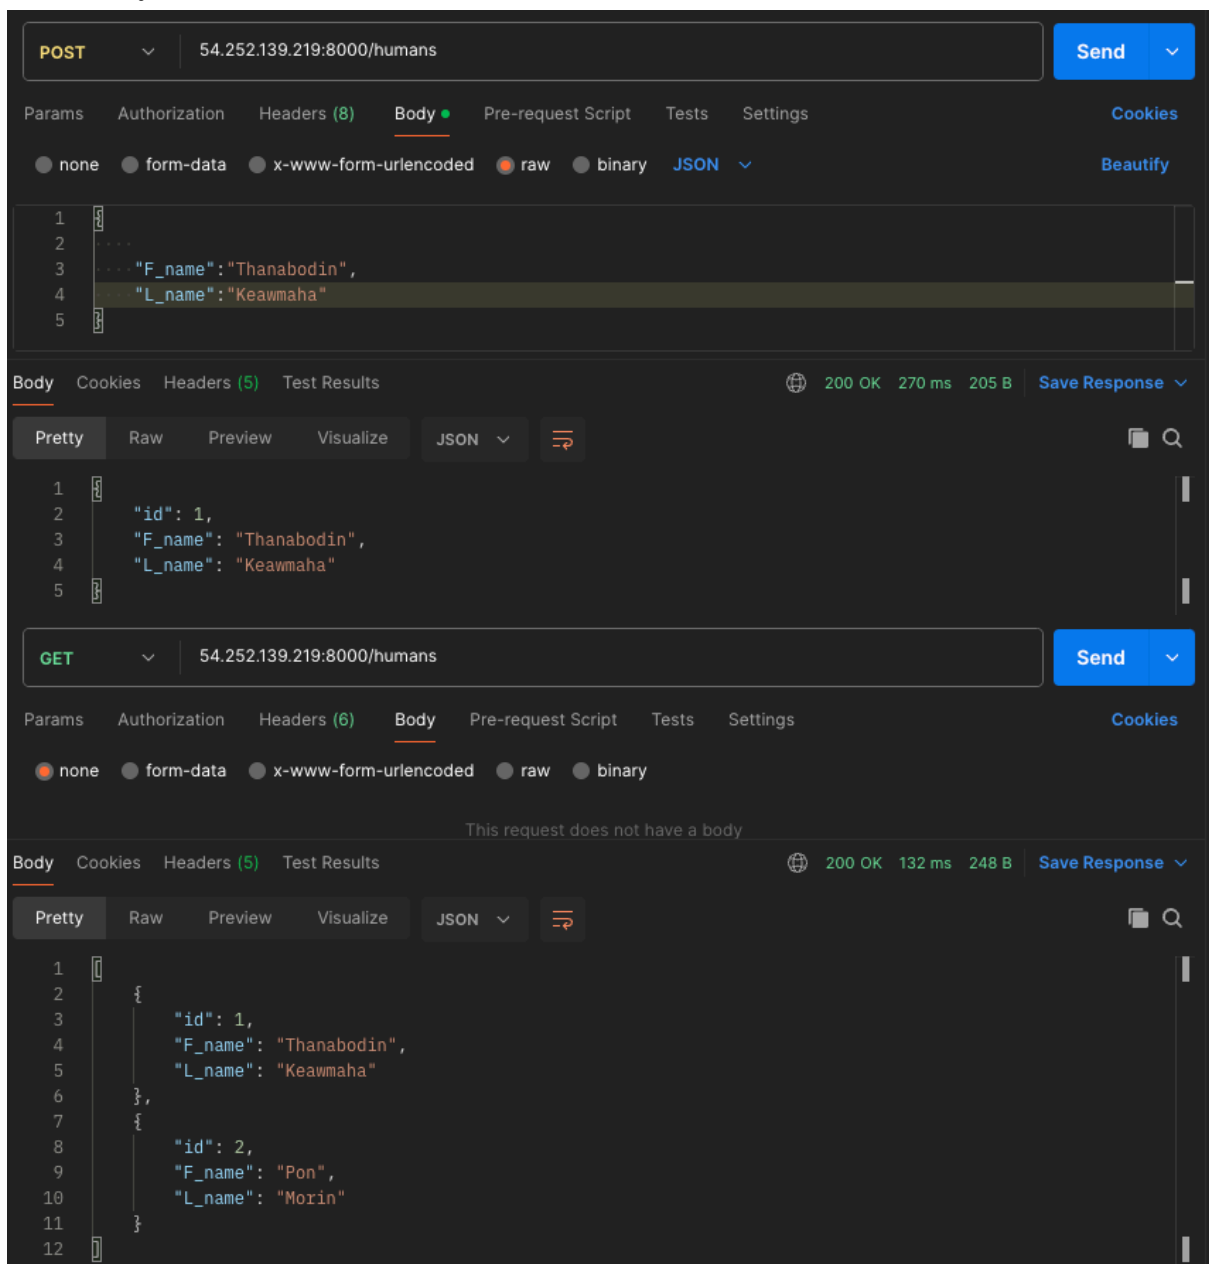 POST 54.252.139.219:8000/humans Send
Params Authorization Headers (8) Body Pre-request Script Tests Settings Cookies
none form-data x-www-form-urlencoded raw binary JSON Beautify
1 {
2
3 "F_name":"Thanabodin",
4 "L_name":"Keawmaha"
5 }
Body Cookies Headers (5) Test Results 200 OK 270 ms 205 B Save Response
Pretty Raw Preview Visualize JSON
1 {
2 "id": 1,
3 "F_name": "Thanabodin",
4 "L_name": "Keawmaha"
5 }
GET 54.252.139.219:8000/humans Send
Params Authorization Headers (6) Body Pre-request Script Tests Settings Cookies
none form-data x-www-form-urlencoded raw binary
This request does not have a body
Body Cookies Headers (5) Test Results 200 OK 132 ms 248 B Save Response
Pretty Raw Preview Visualize JSON
1 [
2 {
3 "id": 1,
4 "F_name": "Thanabodin",
5 "L_name": "Keawmaha"
6 },
7 {
8 "id": 2,
9 "F_name": "Pon",
10 "L_name": "Morin"
11 }
12 ]